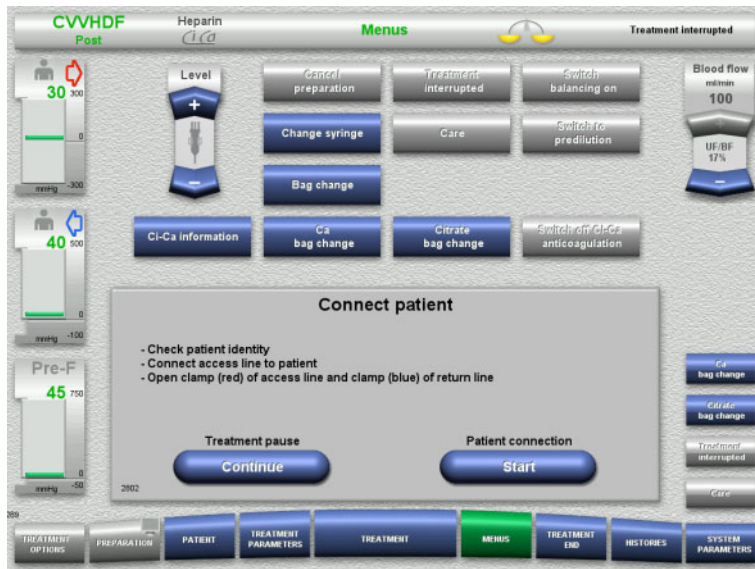 CVVHDF
Post
Heparin
Ci Ca
Menus
Treatment interrupted
30
300
0
-300
mmHg
Level
+
−
Cancel
preparation
Treatment
interrupted
Switch
balancing on
Change syringe
Care
Switch to
predilution
Bag change
Blood flow
ml/min
100
+
UF/BF
17%
−
40
500
0
-100
mmHg
Ci-Ca information
Ca
bag change
Citrate
bag change
Switch off Ci-Ca
anticoagulation
Connect patient
- Check patient identity
- Connect access line to patient
- Open clamp (red) of access line and clamp (blue) of return line
Treatment pause
Continue
Patient connection
Start
2802
Pre-F
45
750
0
-50
mmHg
Ca
bag change
Citrate
bag change
Treatment
interrupted
Care
TREATMENT
OPTIONS
PREPARATION
PATIENT
TREATMENT
PARAMETERS
TREATMENT
MENUS
TREATMENT
END
HISTORIES
SYSTEM
PARAMETERS